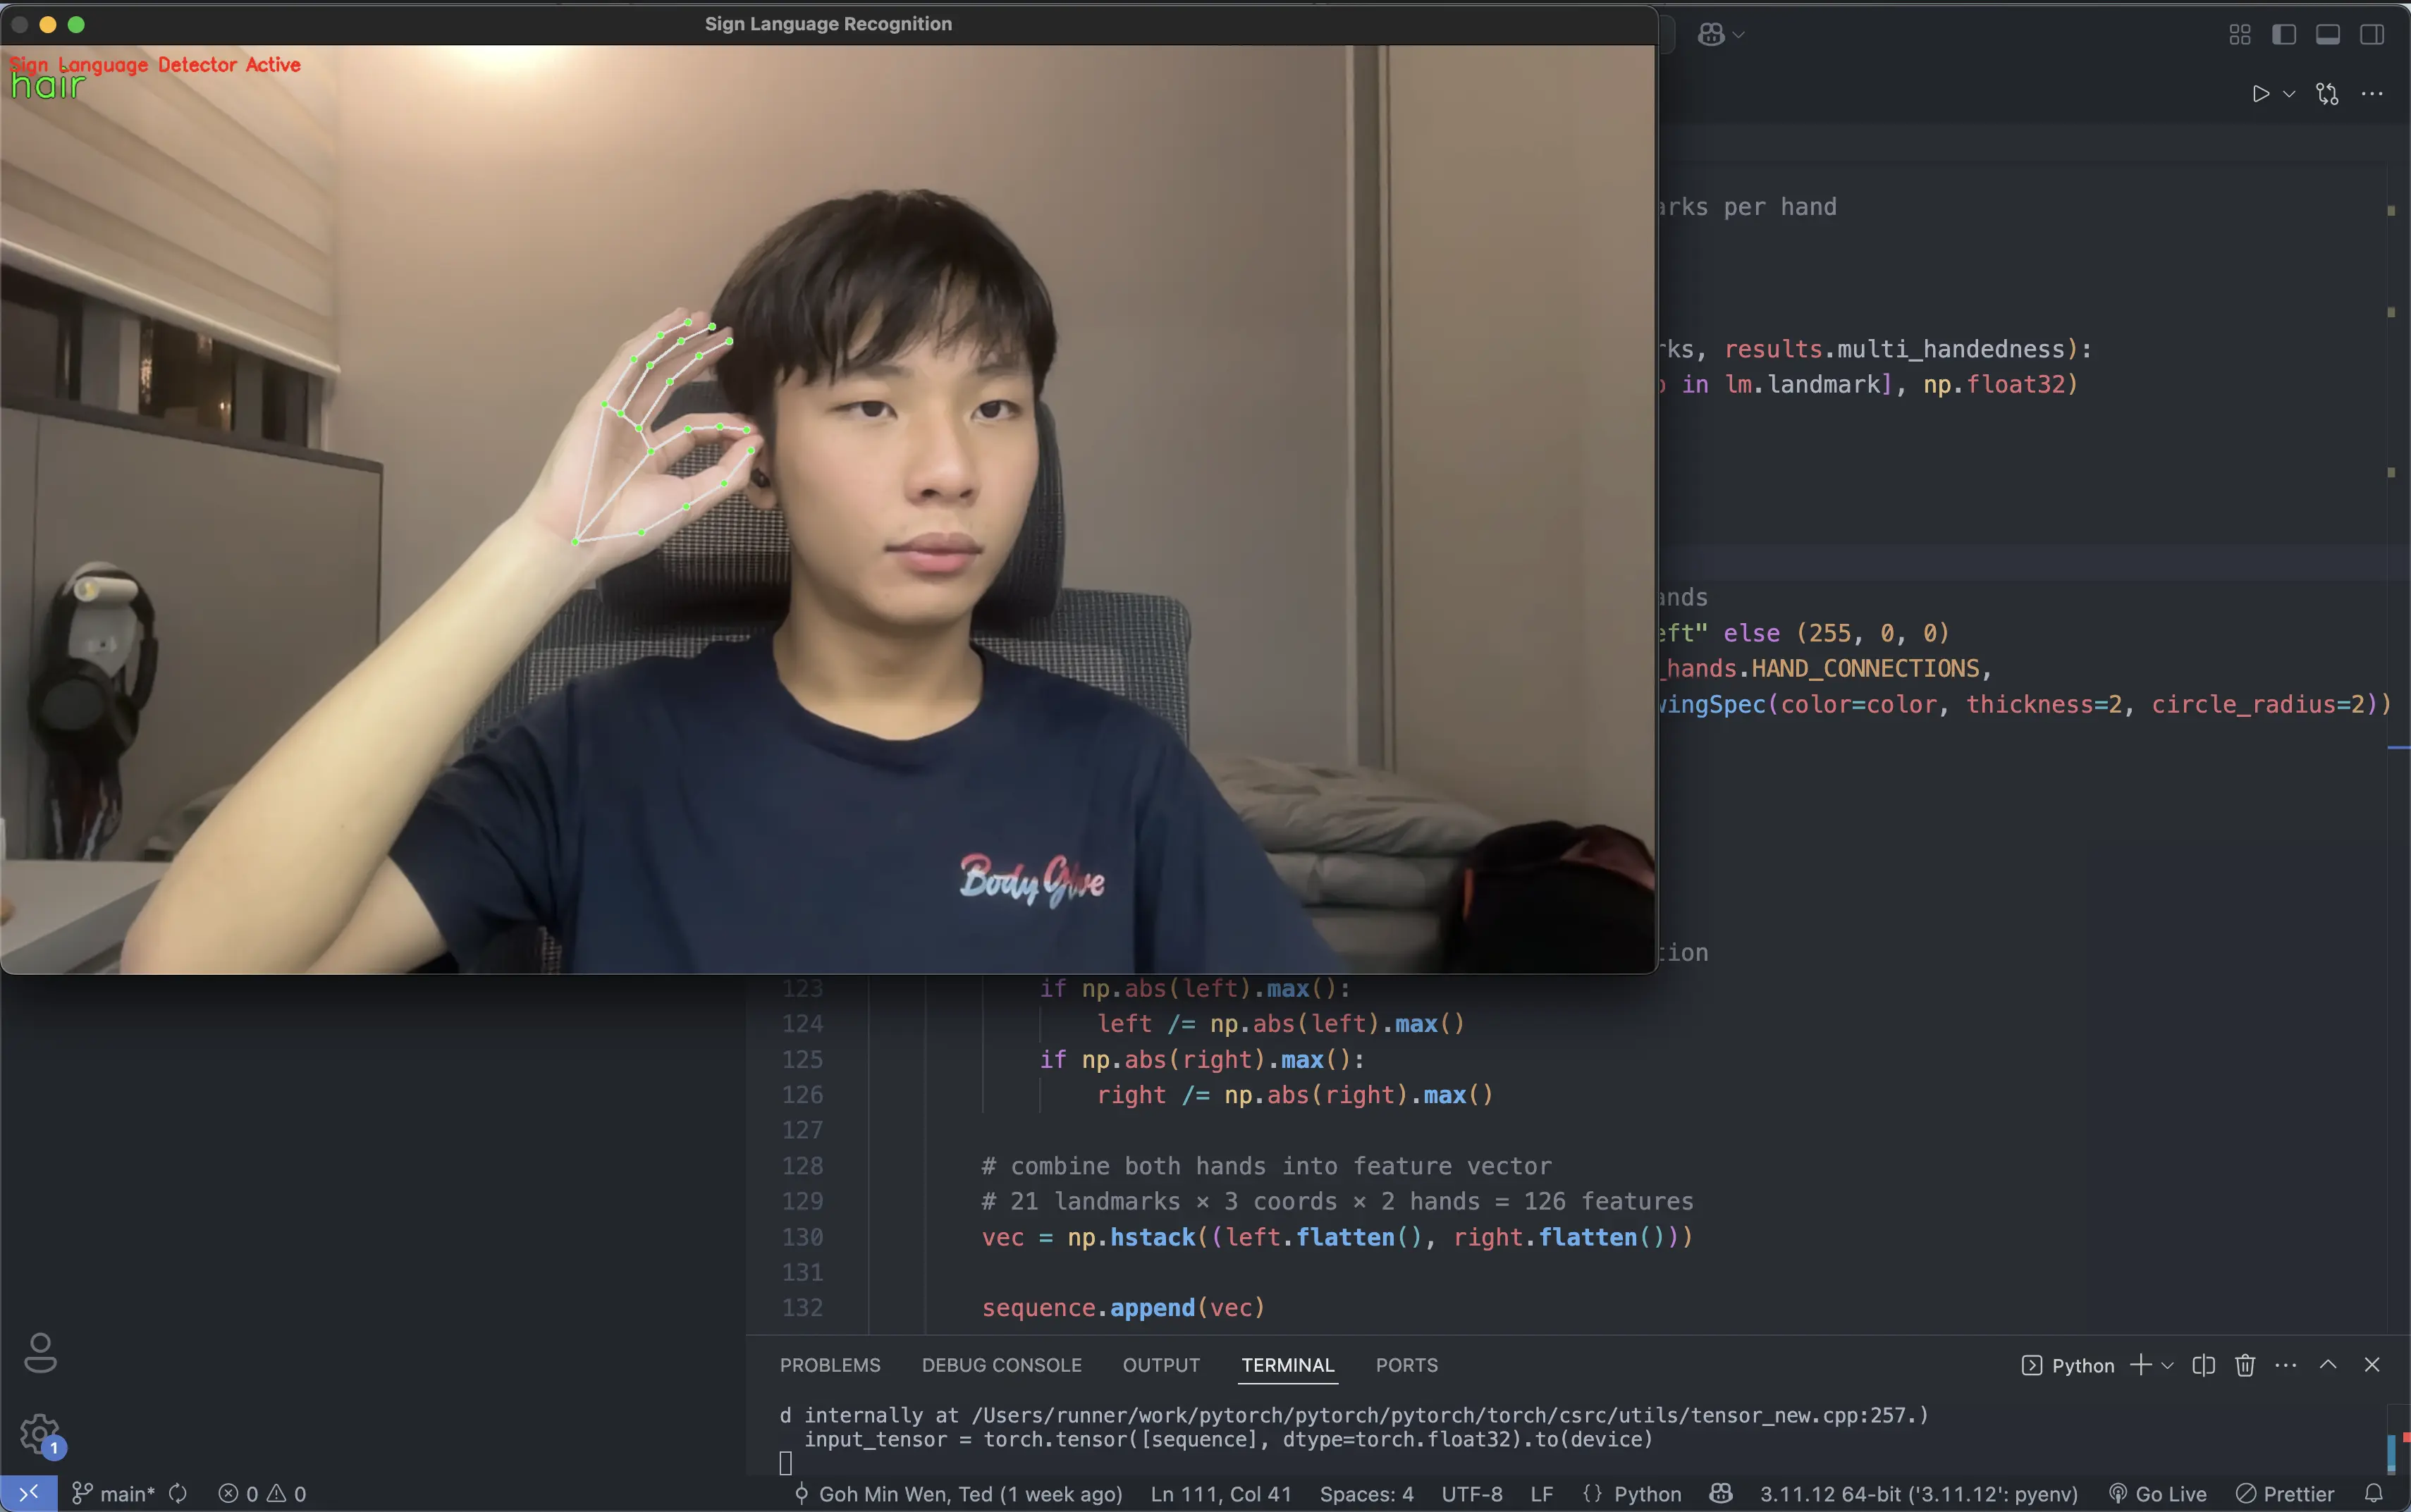 Sign Language Recognition
Sign Language Detector Active
hair
arks per hand
rks, results.multi_handedness):
in lm.landmark], np.float32)
ands
eft" else (255, 0, 0)
_hands.HAND_CONNECTIONS,
wingSpec(color=color, thickness=2, circle_radius=2))
Body Glove
tion
123 if np.abs(left).max():
124 left /= np.abs(left).max()
125 if np.abs(right).max():
126 right /= np.abs(right).max()
127
128 # combine both hands into feature vector
129 # 21 landmarks × 3 coords × 2 hands = 126 features
130 vec = np.hstack((left.flatten(), right.flatten()))
131
132 sequence.append(vec)
PROBLEMS DEBUG CONSOLE OUTPUT TERMINAL PORTS Python
d internally at /Users/runner/work/pytorch/pytorch/pytorch/torch/csrc/utils/tensor_new.cpp:257.)
input_tensor = torch.tensor([sequence], dtype=torch.float32).to(device)
1
main* 0 0 Goh Min Wen, Ted (1 week ago) Ln 111, Col 41 Spaces: 4 UTF-8 LF {} Python 3.11.12 64-bit ('3.11.12': pyenv) Go Live Prettier